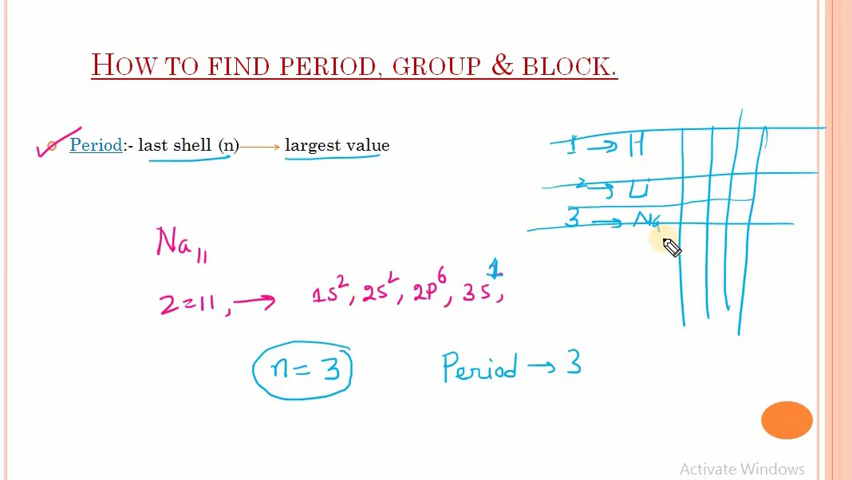 HOW TO FIND PERIOD, GROUP & BLOCK.
Period:- last shell (n) → largest value
1 → H
2 → Li
3 → Na
Na₁₁
Z=11, → 1s², 2s², 2p⁶, 3s¹,
n = 3
Period → 3
Activate Windows